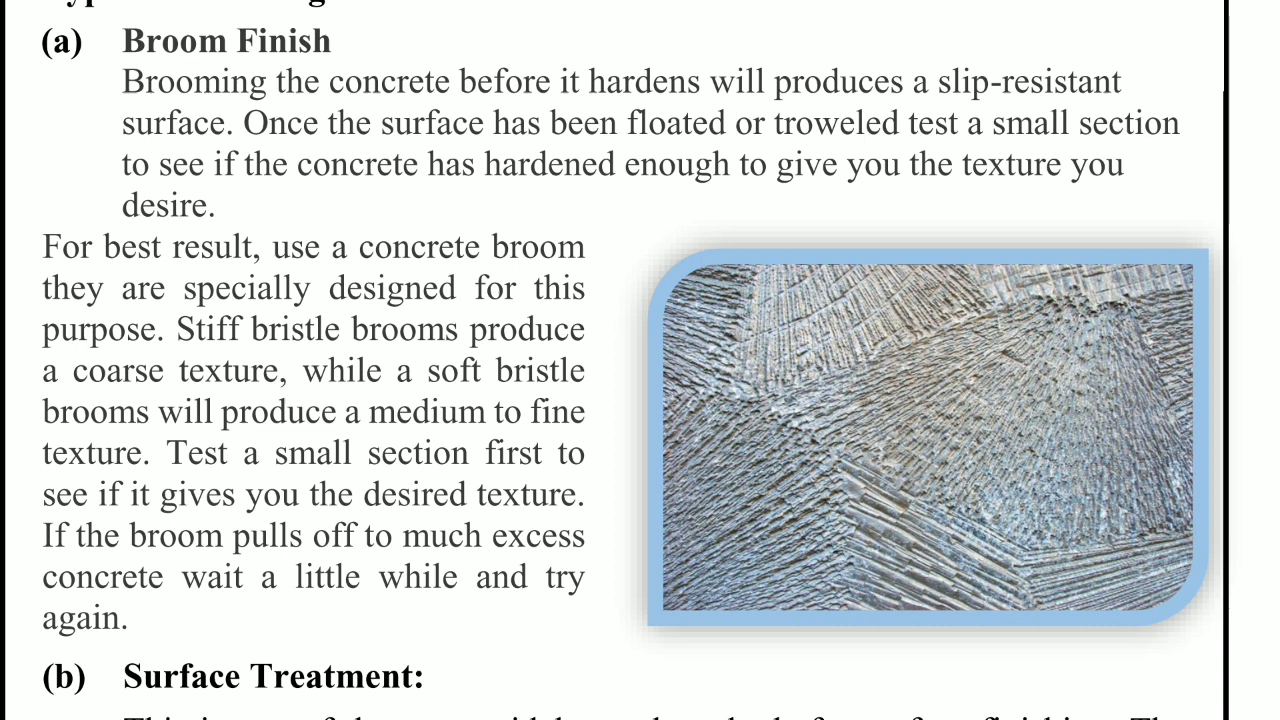 (a) Broom Finish
Brooming the concrete before it hardens will produces a slip-resistant
surface. Once the surface has been floated or troweled test a small section
to see if the concrete has hardened enough to give you the texture you
desire.
For best result, use a concrete broom
they are specially designed for this
purpose. Stiff bristle brooms produce
a coarse texture, while a soft bristle
brooms will produce a medium to fine
texture. Test a small section first to
see if it gives you the desired texture.
If the broom pulls off to much excess
concrete wait a little while and try
again.
(b) Surface Treatment: